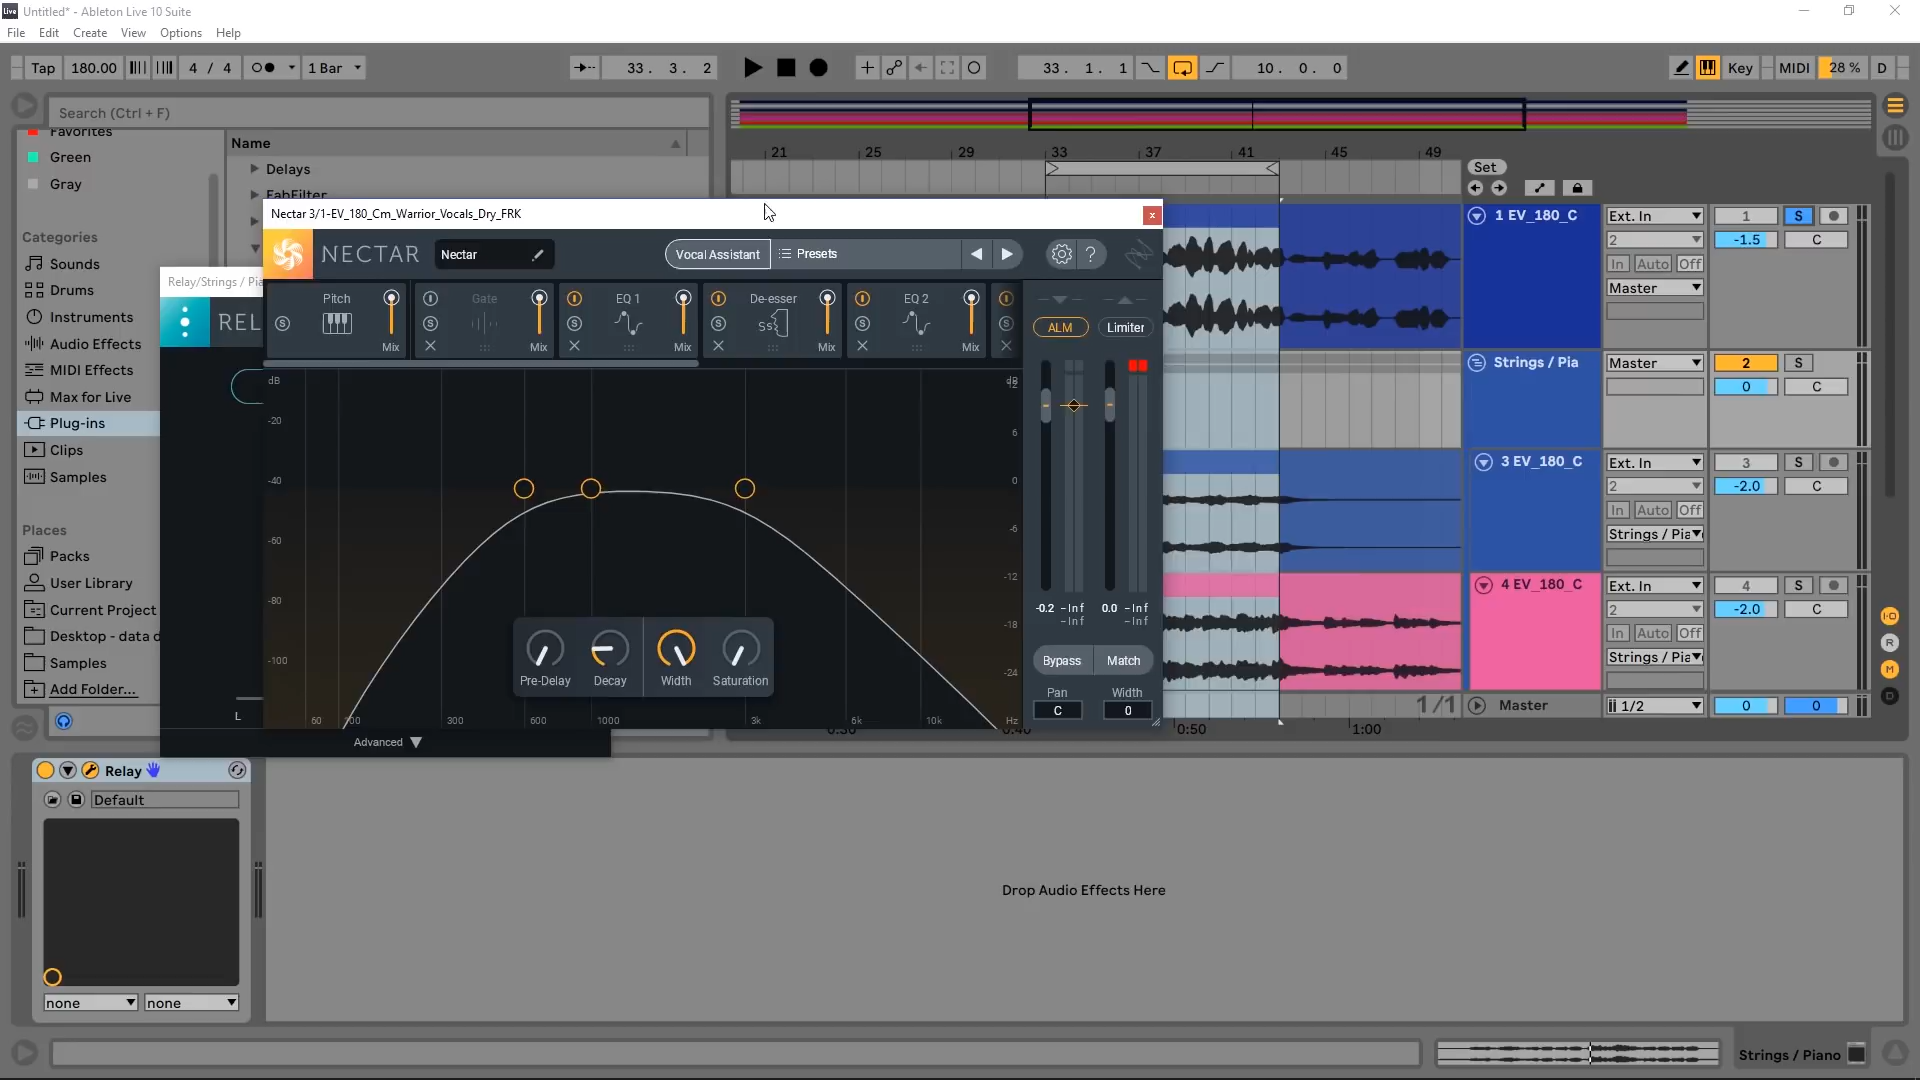 Live Untitled* - Ableton Live 10 Suite
File Edit Create View Options Help
Tap 180.00 4 / 4 1 Bar 33. 3. 2 33. 1. 1 10. 0. 0 Key MIDI 28 % D
Search (Ctrl + F)
Favorites
Green
Gray
Categories
Sounds
Drums
Instruments
Audio Effects
MIDI Effects
Max for Live
Plug-ins
Clips
Samples
Places
Packs
User Library
Current Project
Desktop - data d
Samples
Add Folder...
Name
Delays
FabFilter
Relay/Strings / Pia
REL
L
Advanced
Nectar 3/1-EV_180_Cm_Warrior_Vocals_Dry_FRK
NECTAR Nectar Vocal Assistant Presets ?
Pitch Gate EQ 1 De-esser EQ 2
S S S S S S
Mix Mix Mix Mix Mix
dB
-20
-40
-60
-80
-100
6
0
-6
-12
-18
-24
60 300 600 1000 3k 6k 10k Hz
Pre-Delay Decay Width Saturation
ALM Limiter
-0.2 -Inf 0.0 -Inf
-Inf -Inf
Bypass Match
Pan Width
C 0
21 25 29 33 37 41 45 49
Set
1 EV_180_C Ext. In 1 S
2 -1.5 C
In Auto Off
Master
Strings / Pia Master 2 S
0 C
3 EV_180_C Ext. In 3 S
2 -2.0 C
In Auto Off
Strings / Pia
4 EV_180_C Ext. In 4 S
2 -2.0 C
In Auto Off
Strings / Pia
1/1 Master 1/2 0 0
0:30 0:40 0:50 1:00
I·O
R
M
D
Relay
Default
none none
Drop Audio Effects Here
Strings / Piano